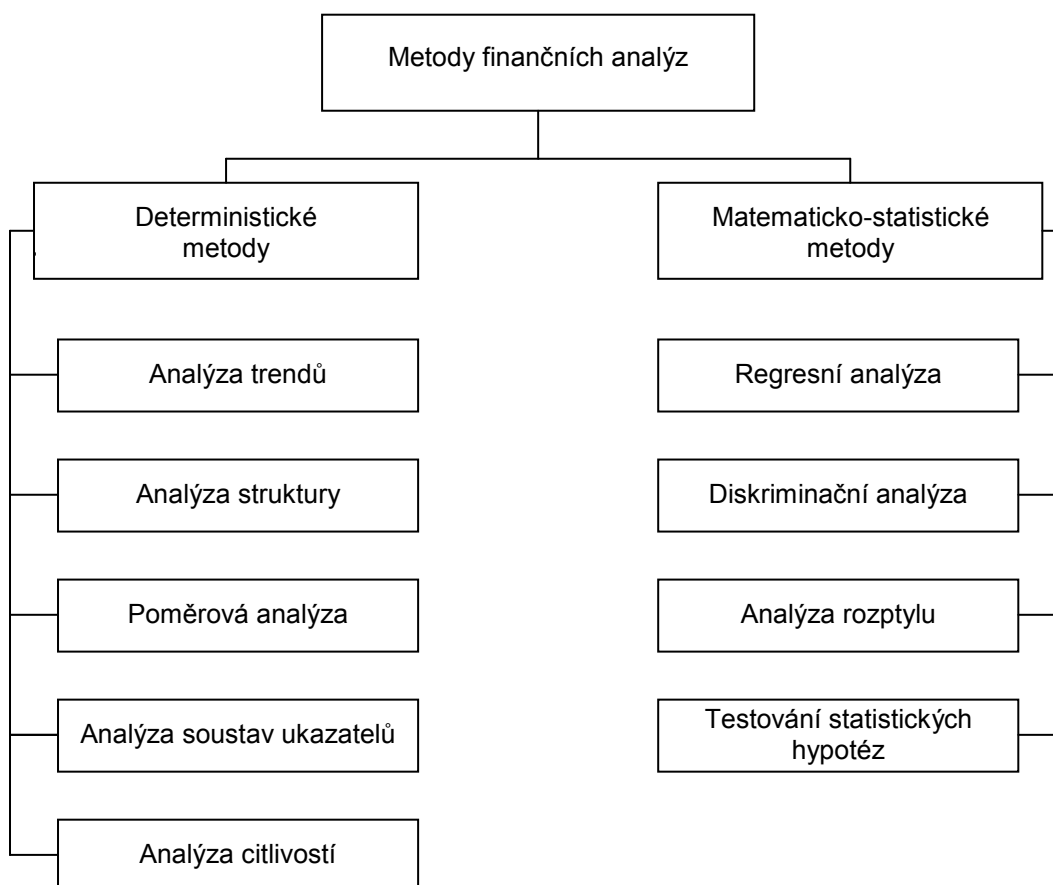 Metody finančních analýz
Deterministické
metody
Matematicko-statistické
metody
Analýza trendů
Regresní analýza
Analýza struktury
Diskriminační analýza
Poměrová analýza
Analýza rozptylu
Analýza soustav ukazatelů
Testování statistických
hypotéz
Analýza citlivostí